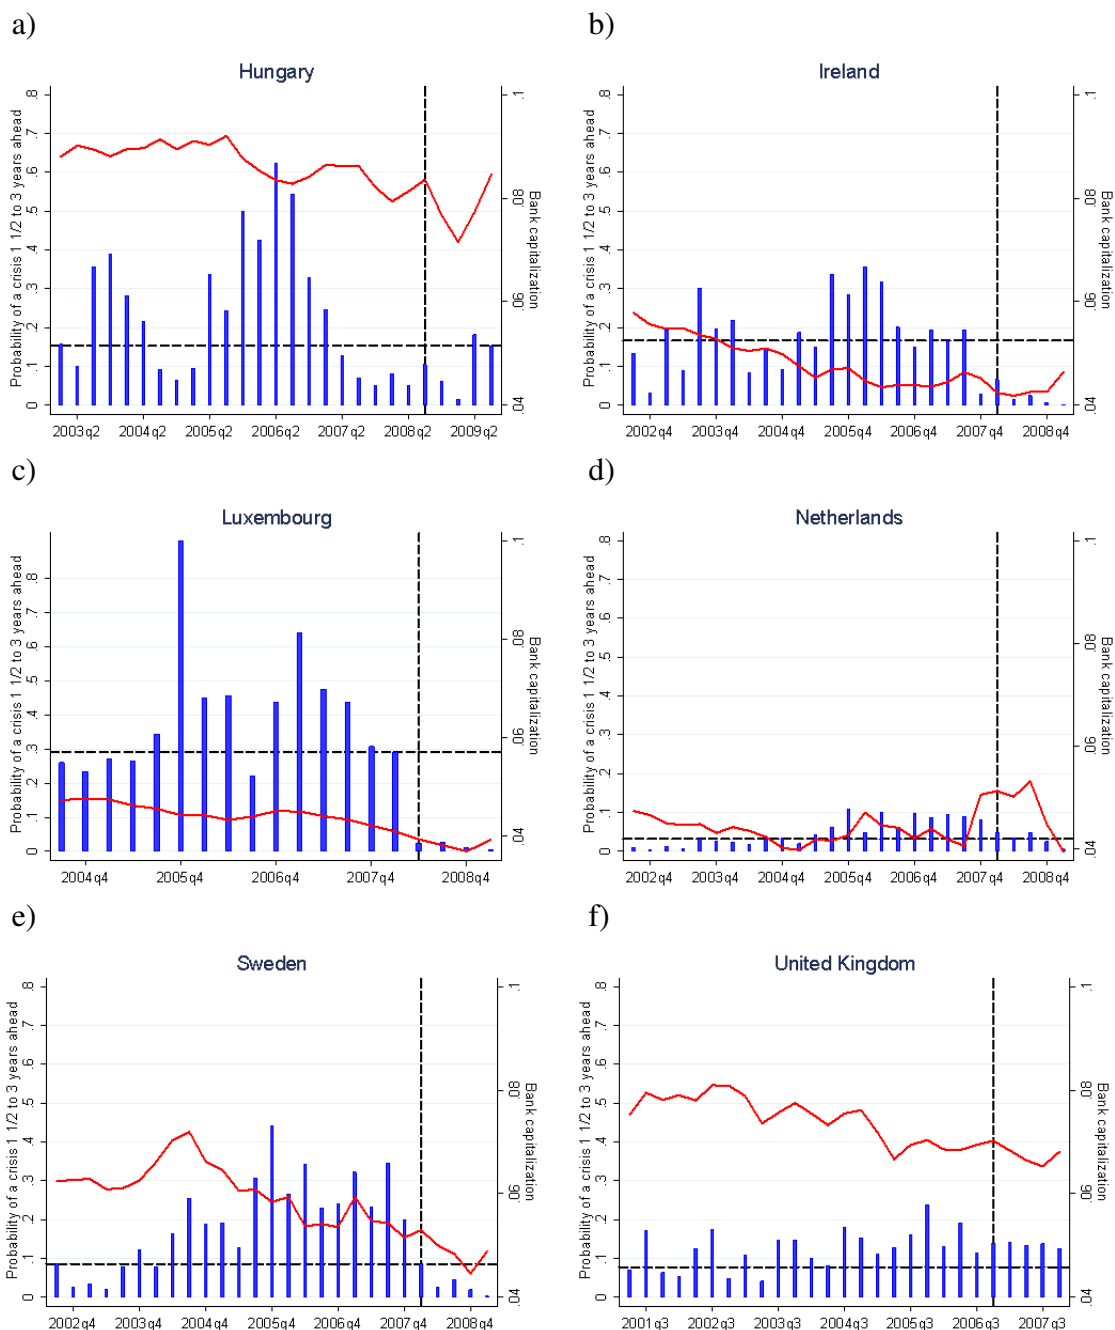 a)
Hungary
Probability of a crisis 1 1/2 to 3 years ahead
0 .1 .2 .3 .4 .5 .6 .7 .8
Bank capitalization
.04 .06 .08 .1
2003q2 2004q2 2005q2 2006q2 2007q2 2008q2 2009q2
b)
Ireland
Probability of a crisis 1 1/2 to 3 years ahead
0 .1 .2 .3 .4 .5 .6 .7 .8
Bank capitalization
.04 .06 .08 .1
2002q4 2003q4 2004q4 2005q4 2006q4 2007q4 2008q4
c)
Luxembourg
Probability of a crisis 1 1/2 to 3 years ahead
0 .1 .2 .3 .4 .5 .6 .7 .8
Bank capitalization
.04 .06 .08 .1
2004q4 2005q4 2006q4 2007q4 2008q4
d)
Netherlands
Probability of a crisis 1 1/2 to 3 years ahead
0 .1 .2 .3 .4 .5 .6 .7 .8
Bank capitalization
.04 .06 .08 .1
2002q4 2003q4 2004q4 2005q4 2006q4 2007q4 2008q4
e)
Sweden
Probability of a crisis 1 1/2 to 3 years ahead
0 .1 .2 .3 .4 .5 .6 .7 .8
Bank capitalization
.04 .06 .08 .1
2002q4 2003q4 2004q4 2005q4 2006q4 2007q4 2008q4
f)
United Kingdom
Probability of a crisis 1 1/2 to 3 years ahead
0 .1 .2 .3 .4 .5 .6 .7 .8
Bank capitalization
.04 .06 .08 .1
2001q3 2002q3 2003q3 2004q3 2005q3 2006q3 2007q3